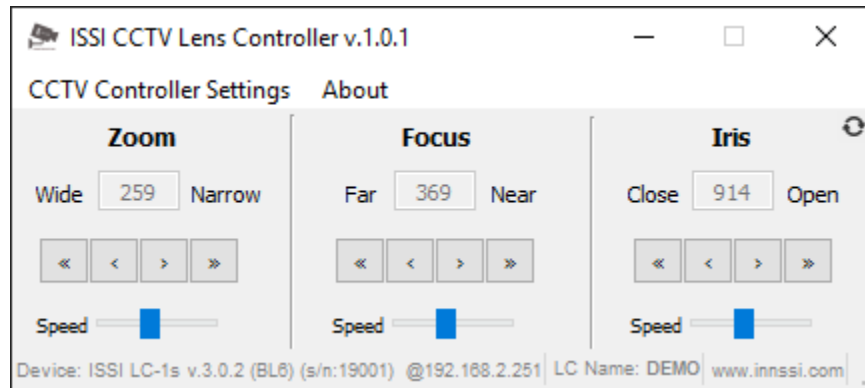 ISSI CCTV Lens Controller v.1.0.1
CCTV Controller Settings About
Zoom Focus Iris
Wide 259 Narrow Far 369 Near Close 914 Open
« < > » « < > » « < > »
Speed Speed Speed
Device: ISSI LC-1s v.3.0.2 (BL6) (s/n:19001) @192.168.2.251 LC Name: DEMO www.innssi.com